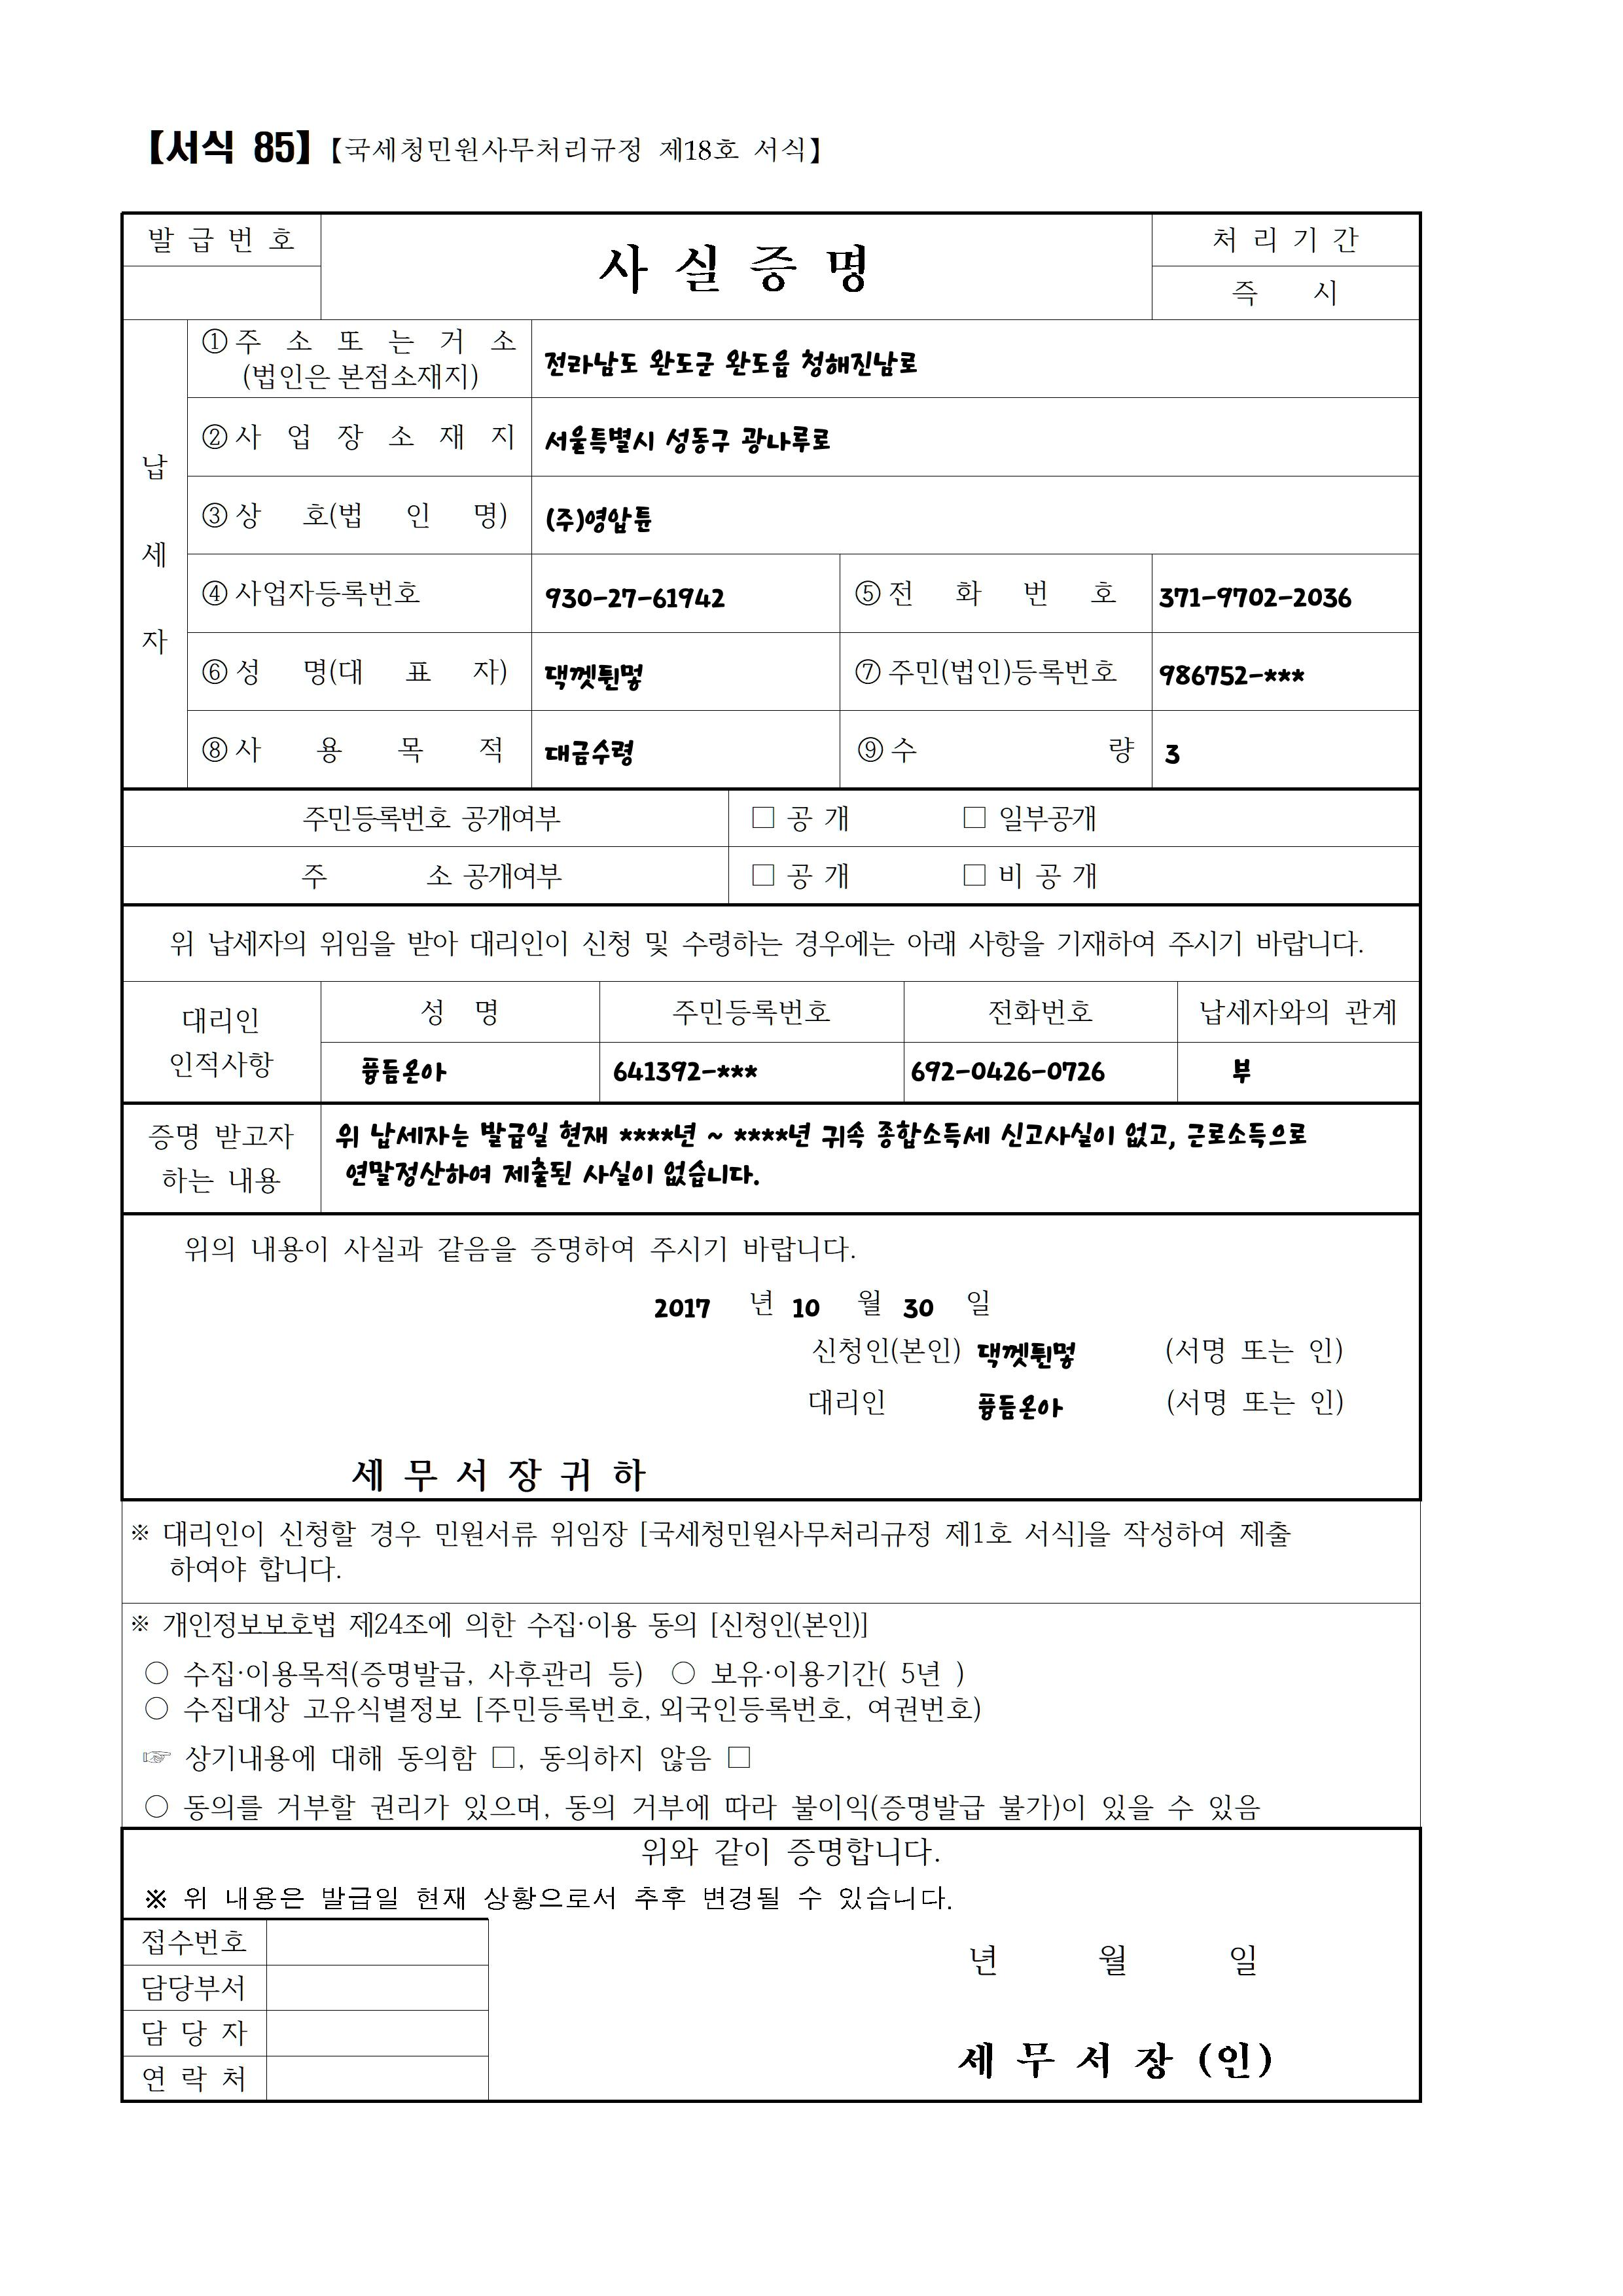 【서식 85】【국세청민원사무처리규정 제18호 서식】
발 급 번 호
사 실 증 명
처 리 기 간
즉 시
납 세 자
① 주 소 또 는 거 소
(법인은 본점소재지)
전라남도 완도군 완도읍 청해진남로
② 사 업 장 소 재 지
서울특별시 성동구 광나루로
③ 상 호(법 인 명)
(주)영압튠
④ 사업자등록번호
930-27-61942
⑤ 전 화 번 호
371-9702-2036
⑥ 성 명(대 표 자)
⑦ 주민(법인)등록번호
986752-***
⑧ 사 용 목 적
대금수령
⑨ 수 량
3
주민등록번호 공개여부
□ 공 개 □ 일부공개
주 소 공개여부
□ 공 개 □ 비 공 개
위 납세자의 위임을 받아 대리인이 신청 및 수령하는 경우에는 아래 사항을 기재하여 주시기 바랍니다.
대리인
인적사항
성 명
주민등록번호
전화번호
납세자와의 관계
641392-***
692-0426-0726
부
증명 받고자
하는 내용
위 납세자는 발급일 현재 ****년 ~ ****년 귀속 종합소득세 신고사실이 없고, 근로소득으로
연말정산하여 제출된 사실이 없습니다.
위의 내용이 사실과 같음을 증명하여 주시기 바랍니다.
2017 년 10 월 30 일
신청인(본인) (서명 또는 인)
대리인 (서명 또는 인)
세 무 서 장 귀 하
※ 대리인이 신청할 경우 민원서류 위임장 [국세청민원사무처리규정 제1호 서식]을 작성하여 제출
하여야 합니다.
※ 개인정보보호법 제24조에 의한 수집·이용 동의 [신청인(본인)]
○ 수집·이용목적(증명발급, 사후관리 등) ○ 보유·이용기간( 5년 )
○ 수집대상 고유식별정보 [주민등록번호, 외국인등록번호, 여권번호)
☞ 상기내용에 대해 동의함 □, 동의하지 않음 □
○ 동의를 거부할 권리가 있으며, 동의 거부에 따라 불이익(증명발급 불가)이 있을 수 있음
위와 같이 증명합니다.
※ 위 내용은 발급일 현재 상황으로서 추후 변경될 수 있습니다.
접수번호
담당부서
담 당 자
연 락 처
년 월 일
세 무 서 장 (인)